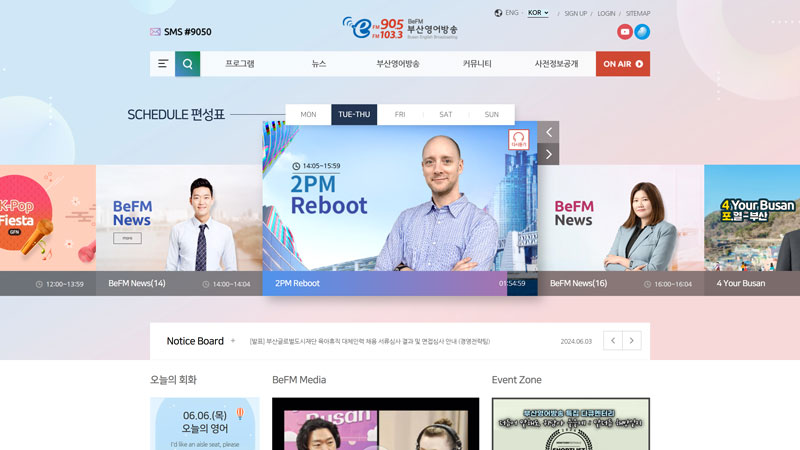 ENG · KOR
/ SIGN UP / LOGIN / SITEMAP
SMS #9050
e FM 905
FM 103.3
BeFM
부산영어방송
Busan English Broadcasting
프로그램 뉴스 부산영어방송 커뮤니티 사전정보공개
ON AIR
SCHEDULE 편성표
MON TUE-THU FRI SAT SUN
K-Pop
Fiesta
GFN
12:00~13:59
BeFM
News
more
BeFM News(14) 14:00~14:04
14:05~15:59
2PM
Reboot
다시듣기
2PM Reboot 01:54:59
BeFM
News
BeFM News(16) 16:00~16:04
4 Your Busan
포.열=부산
4 Your Busan
Notice Board + [발표] 부산글로벌도시재단 육아휴직 대체인력 채용 서류심사 결과 및 면접심사 안내 (경영전략팀) 2024.06.03
오늘의 회화
06.06.(목)
오늘의 영어
I'd like an aisle seat, please
BeFM Media
Busan
Event Zone
부산영어방송 특집 다큐멘터리
SHORTLIST